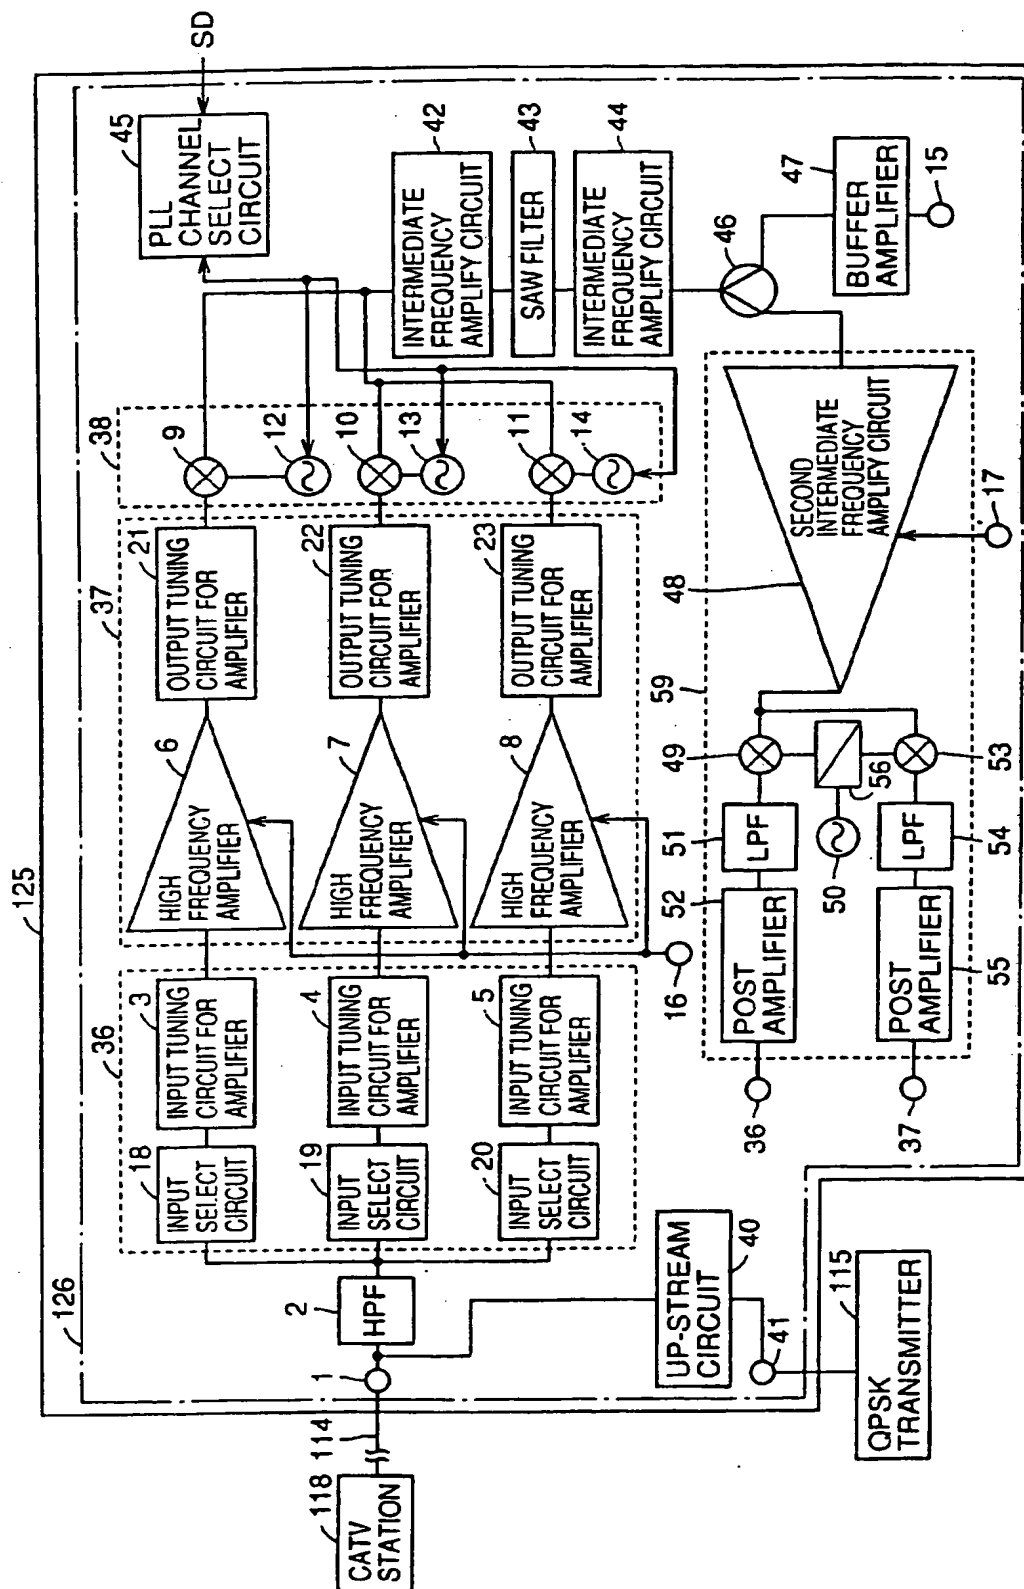 125
126
118
CATV
STATION
114
1
2
HPF
36
18
INPUT
SELECT
CIRCUIT
3
INPUT TUNING
CIRCUIT FOR
AMPLIFIER
19
INPUT
SELECT
CIRCUIT
4
INPUT TUNING
CIRCUIT FOR
AMPLIFIER
20
INPUT
SELECT
CIRCUIT
5
INPUT TUNING
CIRCUIT FOR
AMPLIFIER
37
6
HIGH
FREQUENCY
AMPLIFIER
21
OUTPUT TUNING
CIRCUIT FOR
AMPLIFIER
7
HIGH
FREQUENCY
AMPLIFIER
22
OUTPUT TUNING
CIRCUIT FOR
AMPLIFIER
8
HIGH
FREQUENCY
AMPLIFIER
23
OUTPUT TUNING
CIRCUIT FOR
AMPLIFIER
16
38
9
12
10
13
11
14
45
PLL
CHANNEL
SELECT
CIRCUIT
SD
42
INTERMEDIATE
FREQUENCY
AMPLIFY CIRCUIT
43
SAW FILTER
44
INTERMEDIATE
FREQUENCY
AMPLIFY CIRCUIT
46
47
BUFFER
AMPLIFIER
15
59
48
SECOND
INTERMEDIATE
FREQUENCY
AMPLIFY CIRCUIT
17
49
51
LPF
52
POST
AMPLIFIER
36
56
50
53
54
LPF
55
POST
AMPLIFIER
37
UP-STREAM
CIRCUIT
40
41
115
QPSK
TRANSMITTER